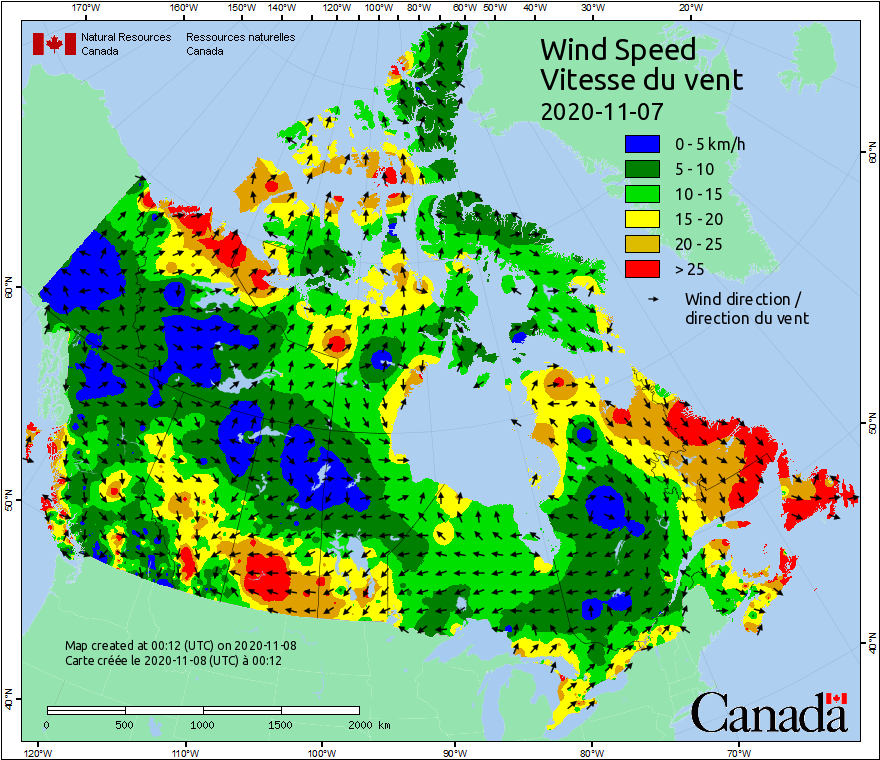 170°W 160°W 150°W 140°W 120°W 100°W 80°W 60°W 50°W 40°W 30°W 20°W
Natural Resources Ressources naturelles
Canada Canada
Wind Speed
Vitesse du vent
2020-11-07
0 - 5 km/h
5 - 10
10 - 15
15 - 20
20 - 25
> 25
Wind direction /
direction du vent
60°N
60°N
50°N
50°N
40°N
40°N
Map created at 00:12 (UTC) on 2020-11-08
Carte créée le 2020-11-08 (UTC) à 00:12
0 500 1000 1500 2000 km
Canada
120°W 110°W 100°W 90°W 80°W 70°W